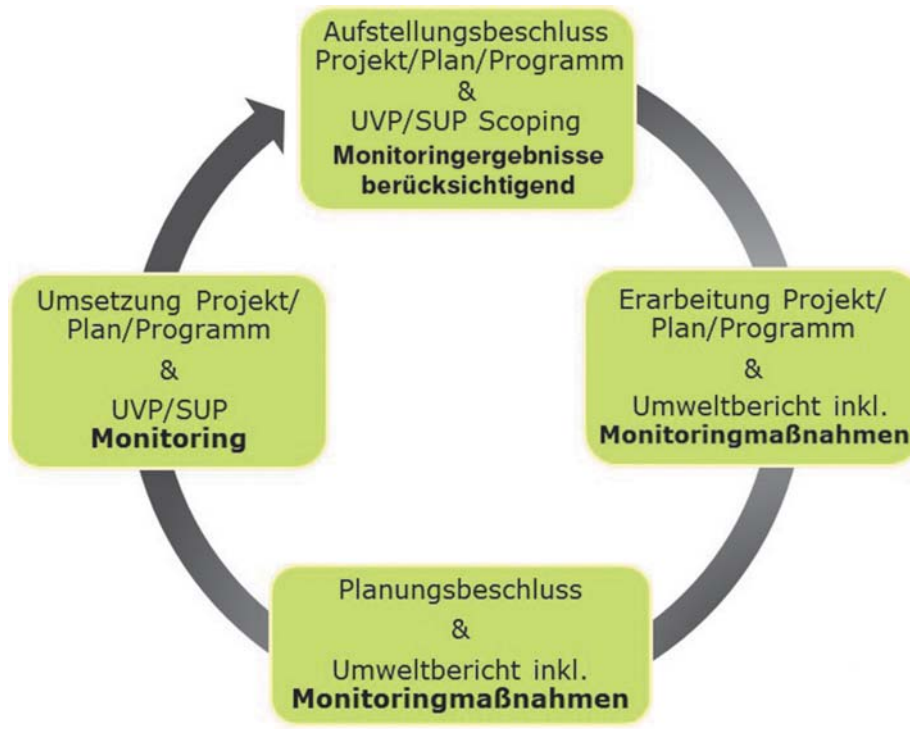 Aufstellungsbeschluss
Projekt/Plan/Programm
&
UVP/SUP Scoping
Monitoringergebnisse
berücksichtigend
Erarbeitung Projekt/
Plan/Programm
&
Umweltbericht inkl.
Monitoringmaßnahmen
Planungsbeschluss
&
Umweltbericht inkl.
Monitoringmaßnahmen
Umsetzung Projekt/
Plan/Programm
&
UVP/SUP
Monitoring